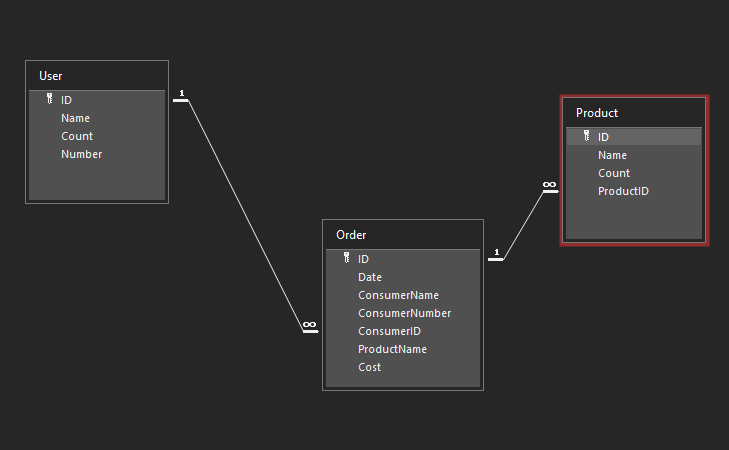 User
ID
Name
Count
Number
1
∞
Order
ID
Date
ConsumerName
ConsumerNumber
ConsumerID
ProductName
Cost
1
∞
Product
ID
Name
Count
ProductID